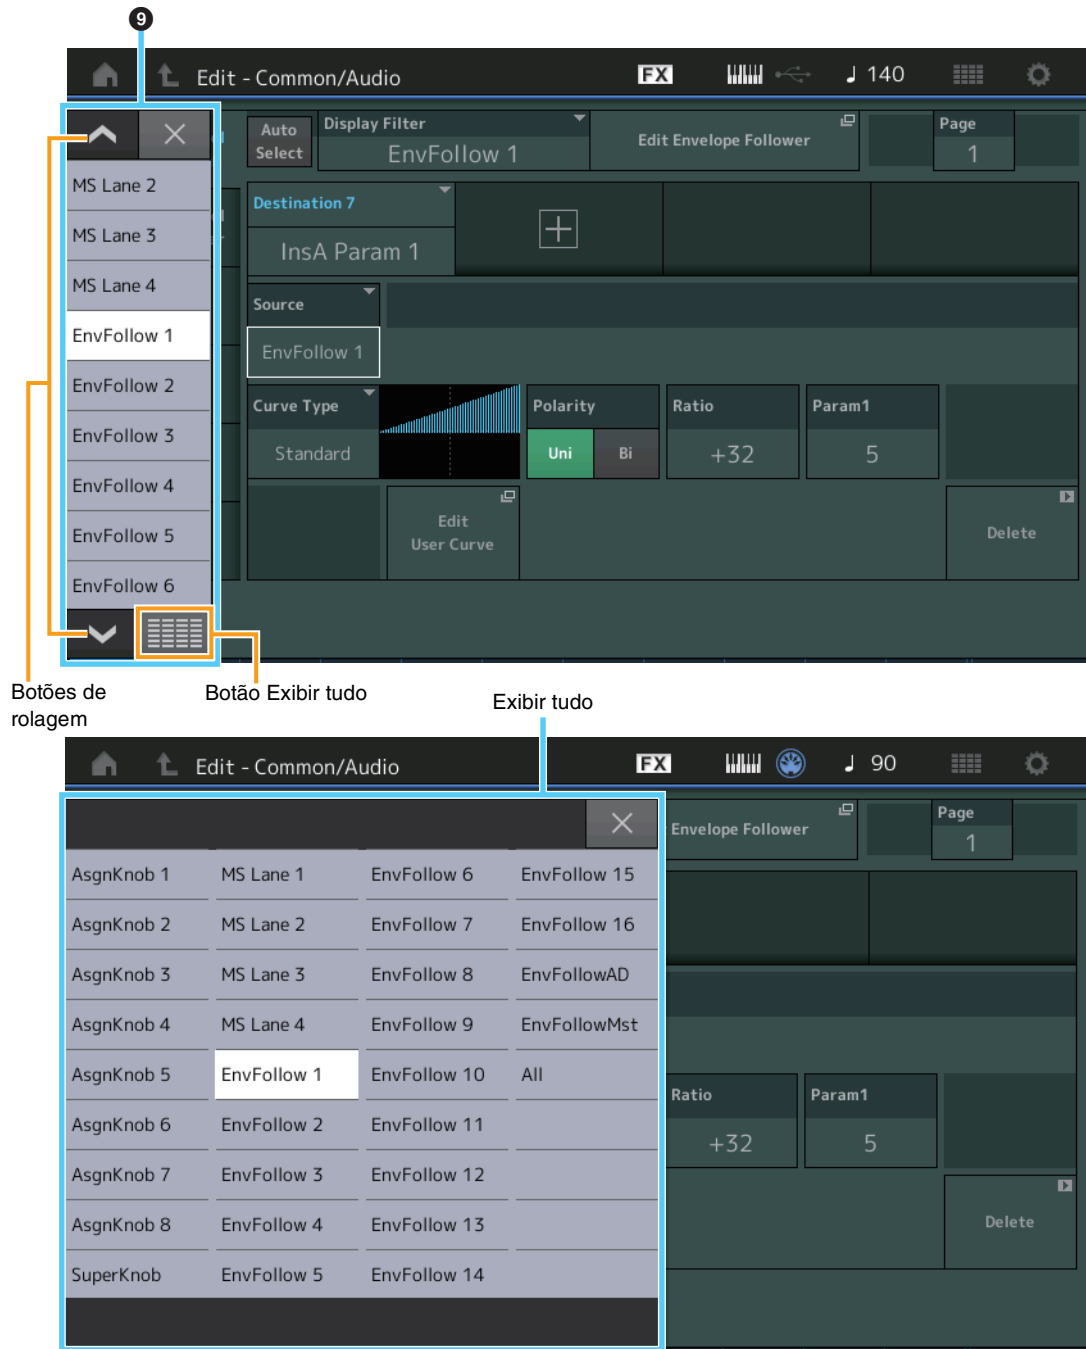 9
Edit - Common/Audio
FX
140
Auto
Select
Display Filter
EnvFollow 1
Edit Envelope Follower
Page
1
MS Lane 2
MS Lane 3
MS Lane 4
EnvFollow 1
EnvFollow 2
EnvFollow 3
EnvFollow 4
EnvFollow 5
EnvFollow 6
Destination 7
InsA Param 1
Source
EnvFollow 1
Curve Type
Standard
Polarity
Uni
Bi
Ratio
+32
Param1
5
Edit
User Curve
Delete
Botões de
rolagem
Botão Exibir tudo
Exibir tudo
Edit - Common/Audio
FX
90
Envelope Follower
Page
1
AsgnKnob 1
MS Lane 1
EnvFollow 6
EnvFollow 15
AsgnKnob 2
MS Lane 2
EnvFollow 7
EnvFollow 16
AsgnKnob 3
MS Lane 3
EnvFollow 8
EnvFollowAD
AsgnKnob 4
MS Lane 4
EnvFollow 9
EnvFollowMst
AsgnKnob 5
EnvFollow 1
EnvFollow 10
All
AsgnKnob 6
EnvFollow 2
EnvFollow 11
AsgnKnob 7
EnvFollow 3
EnvFollow 12
AsgnKnob 8
EnvFollow 4
EnvFollow 13
SuperKnob
EnvFollow 5
EnvFollow 14
Ratio
+32
Param1
5
Delete